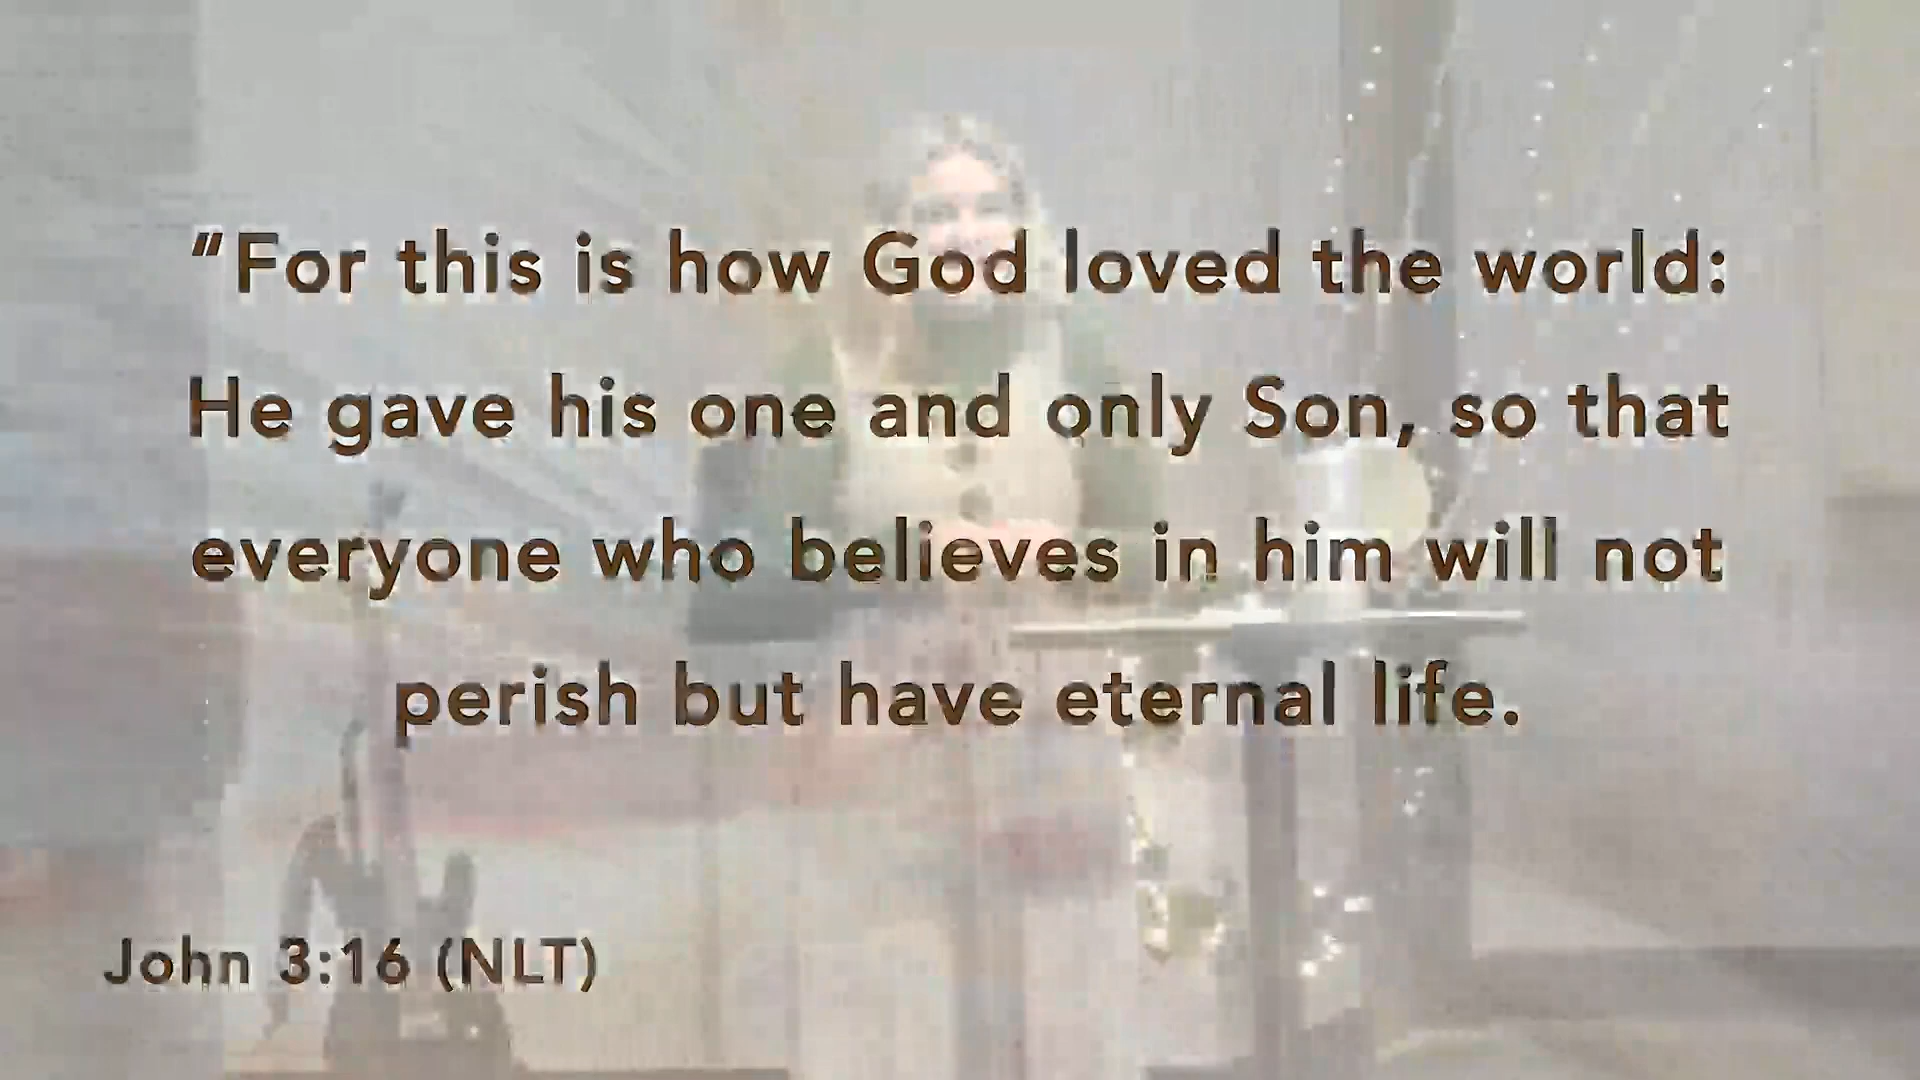 “For this is how God loved the world:
He gave his one and only Son, so that
everyone who believes in him will not
perish but have eternal life.
John 3:16 (NLT)